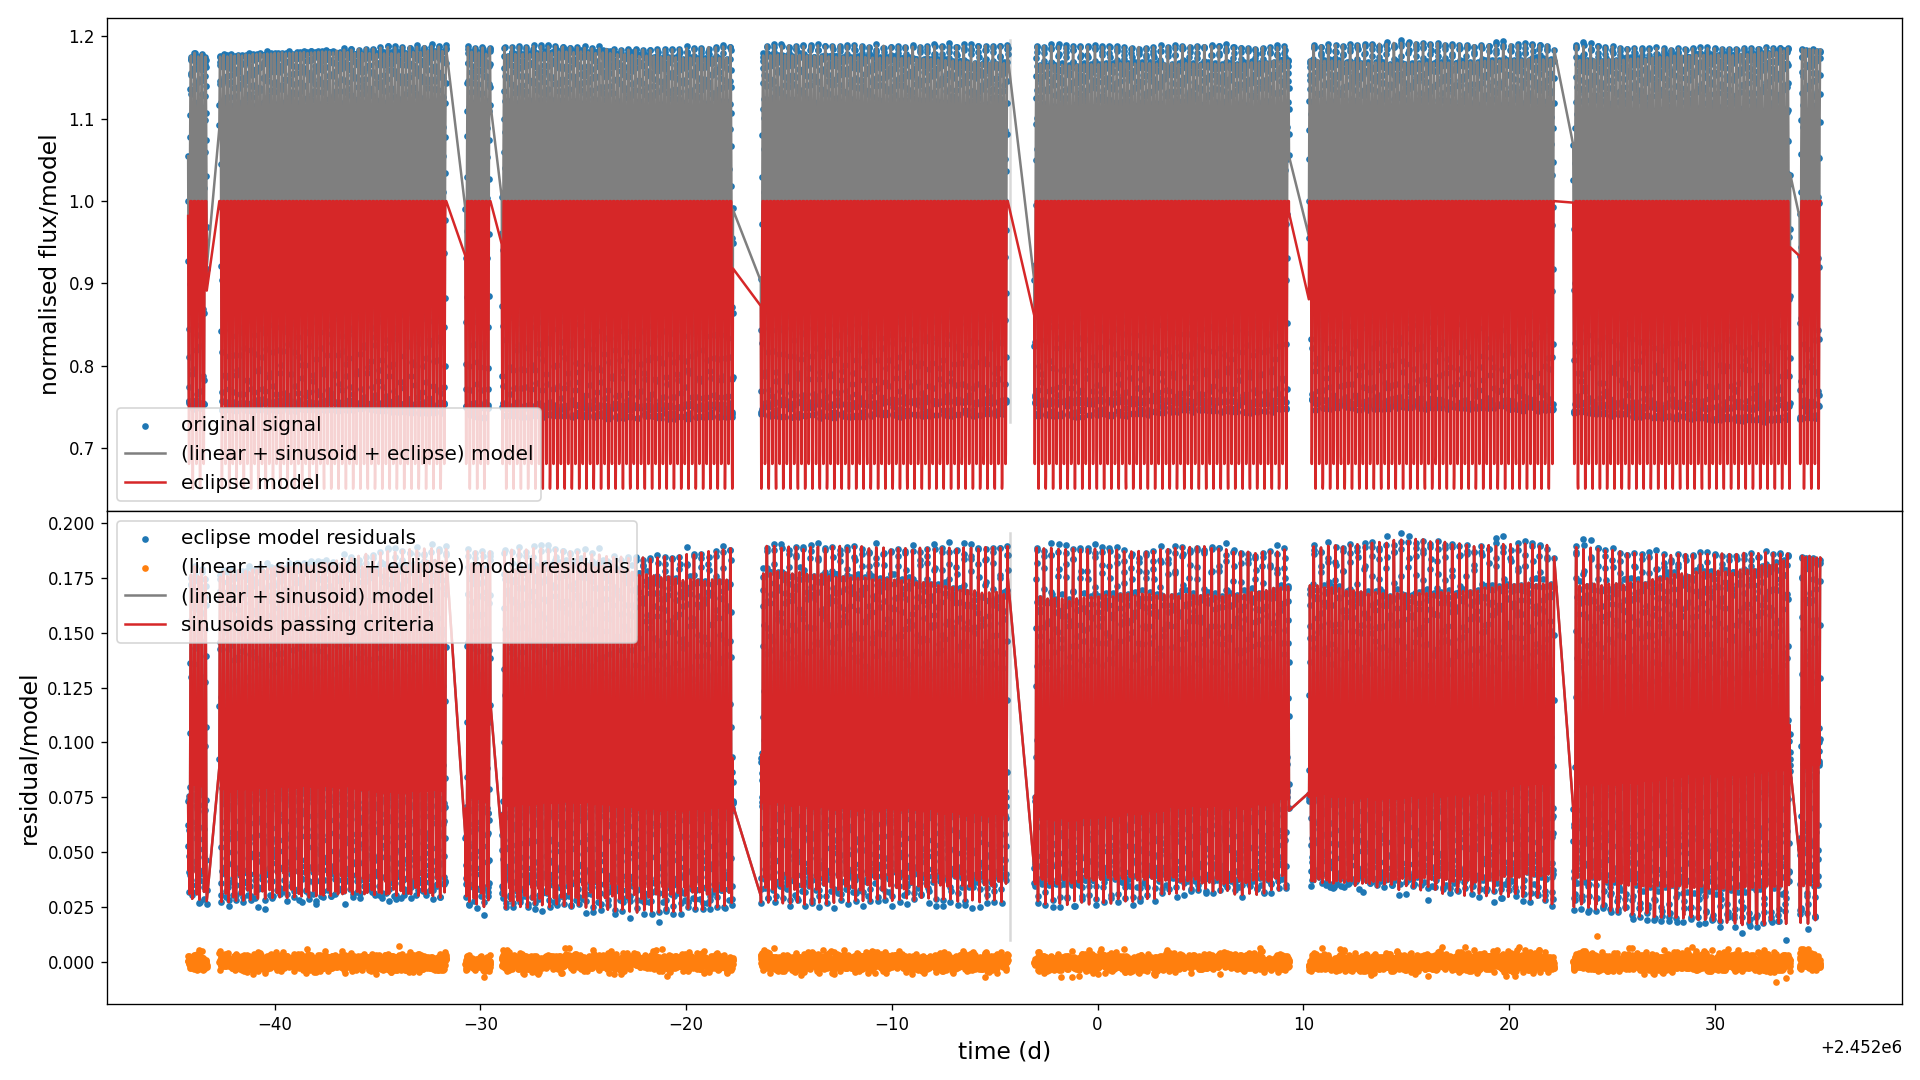 1.2
1.1
1.0
0.9
0.8
0.7
normalised flux/model
original signal
(linear + sinusoid + eclipse) model
eclipse model
0.200
0.175
0.150
0.125
0.100
0.075
0.050
0.025
0.000
residual/model
eclipse model residuals
(linear + sinusoid + eclipse) model residuals
(linear + sinusoid) model
sinusoids passing criteria
−40 −30 −20 −10 0 10 20 30
time (d)
+2.452e6